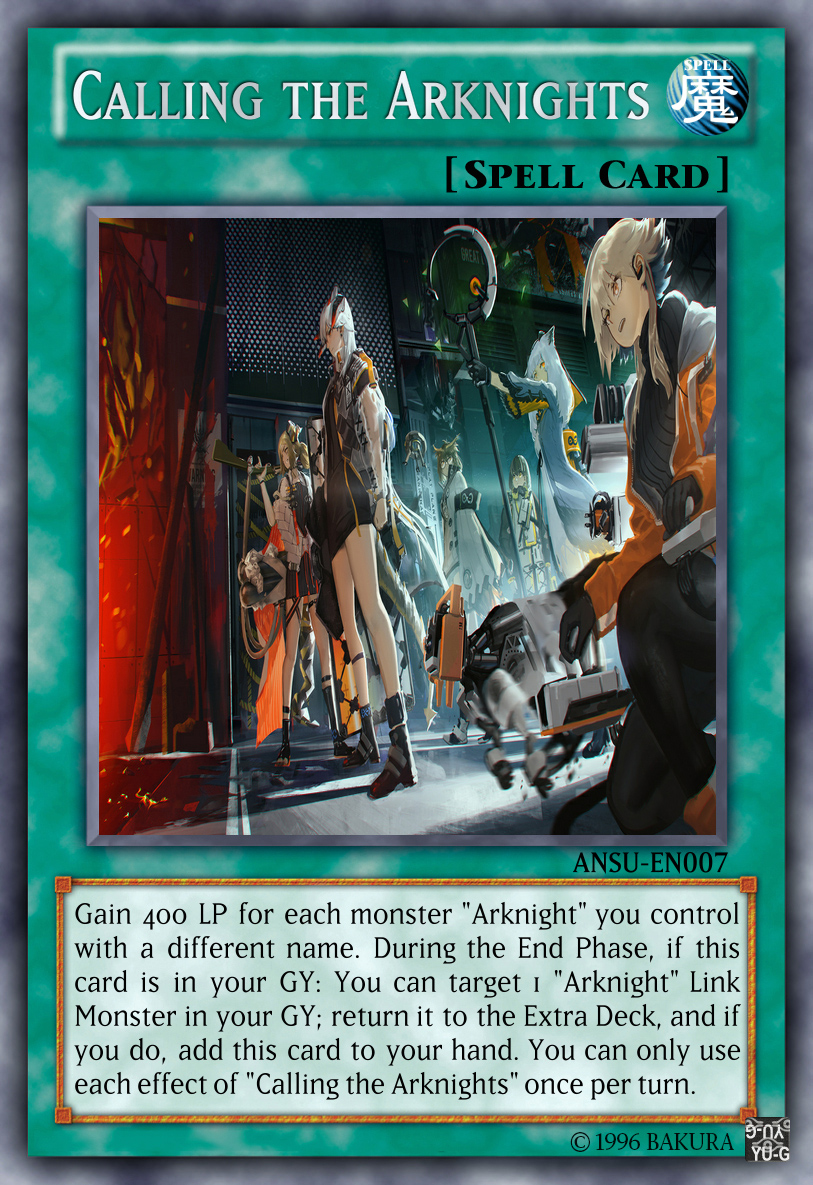 CALLING THE ARKNIGHTS
SPELL
魔
[SPELL CARD]
GREAT
ANSU-EN007
Gain 400 LP for each monster "Arknight" you control
with a different name. During the End Phase, if this
card is in your GY: You can target 1 "Arknight" Link
Monster in your GY; return it to the Extra Deck, and if
you do, add this card to your hand. You can only use
each effect of "Calling the Arknights" once per turn.
© 1996 BAKURA
YU-G
YU-G